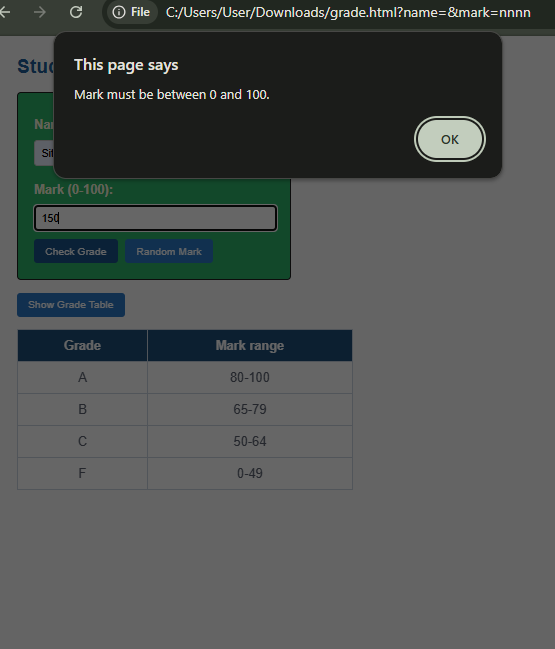 File C:/Users/User/Downloads/grade.html?name=&mark=nnnn
This page says
Mark must be between 0 and 100.
OK
Mark (0-100):
150
Check Grade Random Mark
Show Grade Table
Grade Mark range
A 80-100
B 65-79
C 50-64
F 0-49